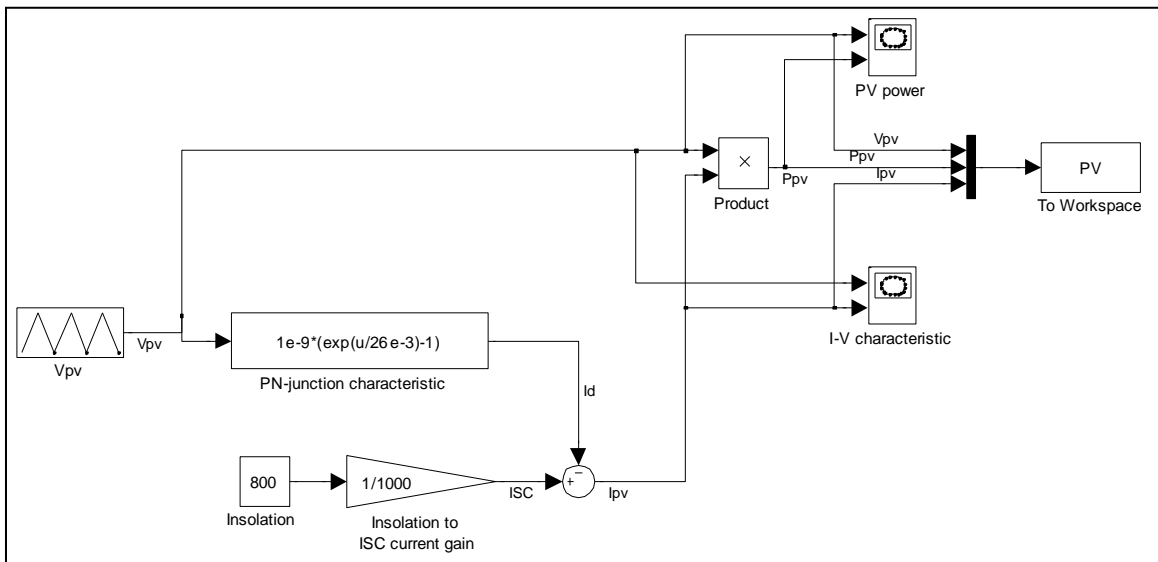 PV power
Vpv
Ppv
Ipv
×
Ppv
Product
PV
To Workspace
Vpv
Vpv
1e-9*(exp(u/26e-3)-1)
PN-junction characteristic
I-V characteristic
Id
800
Insolation
1/1000
Insolation to
ISC current gain
ISC
+
−
Ipv